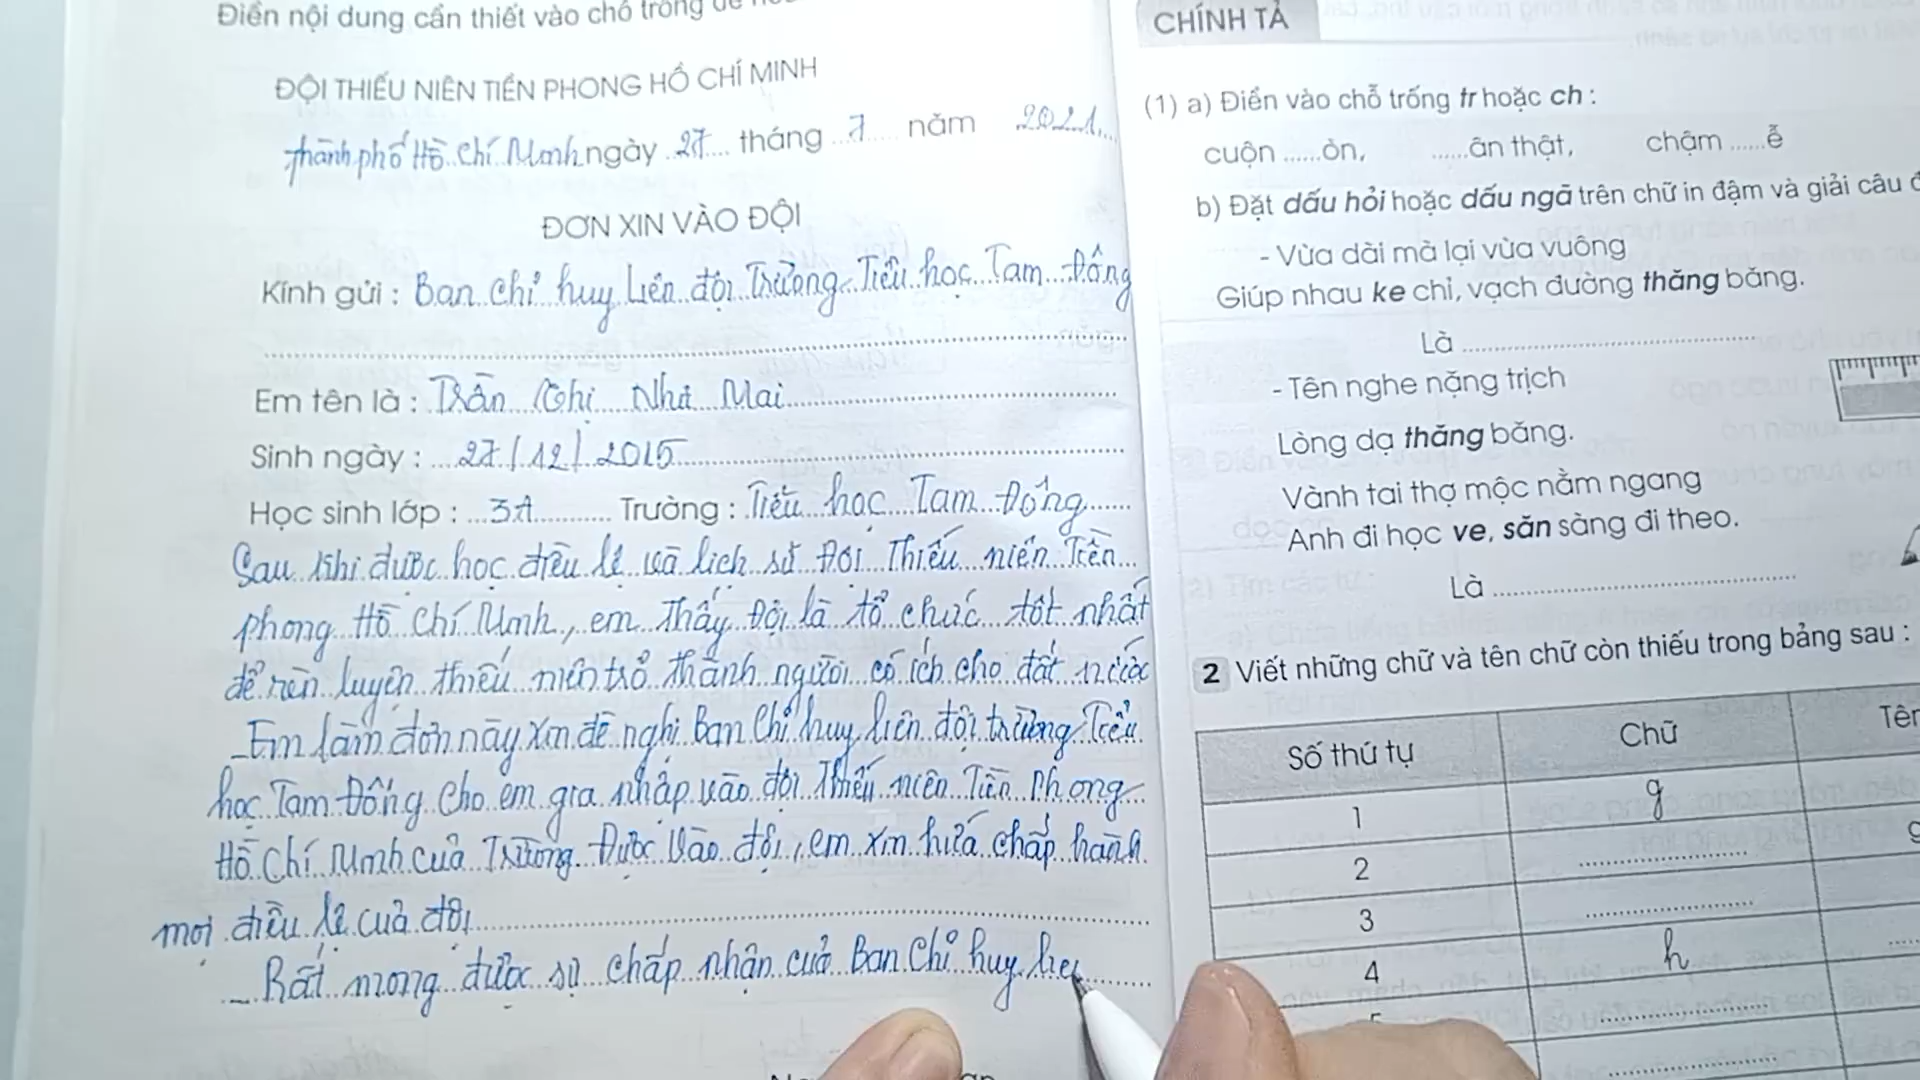 Điền nội dung cần thiết vào chỗ trống
ĐỘI THIẾU NIÊN TIỀN PHONG HỒ CHÍ MINH
Thành phố Hồ Chí Minh ngày 27 tháng 7 năm 2021
ĐƠN XIN VÀO ĐỘI
Kính gửi : Ban chỉ huy Liên đội Trường Tiểu học Tam Đông
Em tên là : Trần Thị Như Mai
Sinh ngày : 27/12/2015
Học sinh lớp : 3A Trường : Tiểu học Tam Đông
Sau khi được học điều lệ và lịch sử Đội Thiếu niên Tiền
phong Hồ Chí Minh, em thấy Đội là tổ chức tốt nhất
để rèn luyện thiếu niên trở thành người có ích cho đất nước
Em làm đơn này xin đề nghị Ban Chỉ huy liên đội trường Tiểu
học Tam Đông cho em gia nhập vào đội Thiếu niên Tiền Phong
Hồ Chí Minh của Trường. Được vào đội, em xin hứa chấp hành
mọi điều lệ của đội
Rất mong được sự chấp nhận của Ban Chỉ huy
CHÍNH TẢ
(1) a) Điền vào chỗ trống tr hoặc ch :
cuộn ......òn, ......ân thật, chậm ......ễ
b) Đặt dấu hỏi hoặc dấu ngã trên chữ in đậm và giải câu
- Vừa dài mà lại vừa vuông
Giúp nhau ke chỉ, vạch đường thăng băng.
Là
- Tên nghe nặng trịch
Lòng dạ thăng băng.
Vành tai thợ mộc nằm ngang
Anh đi học ve, săn sàng đi theo.
Là
2 Viết những chữ và tên chữ còn thiếu trong bảng sau :
Số thứ tự Chữ Tên
1 g
2
3
4 h
5